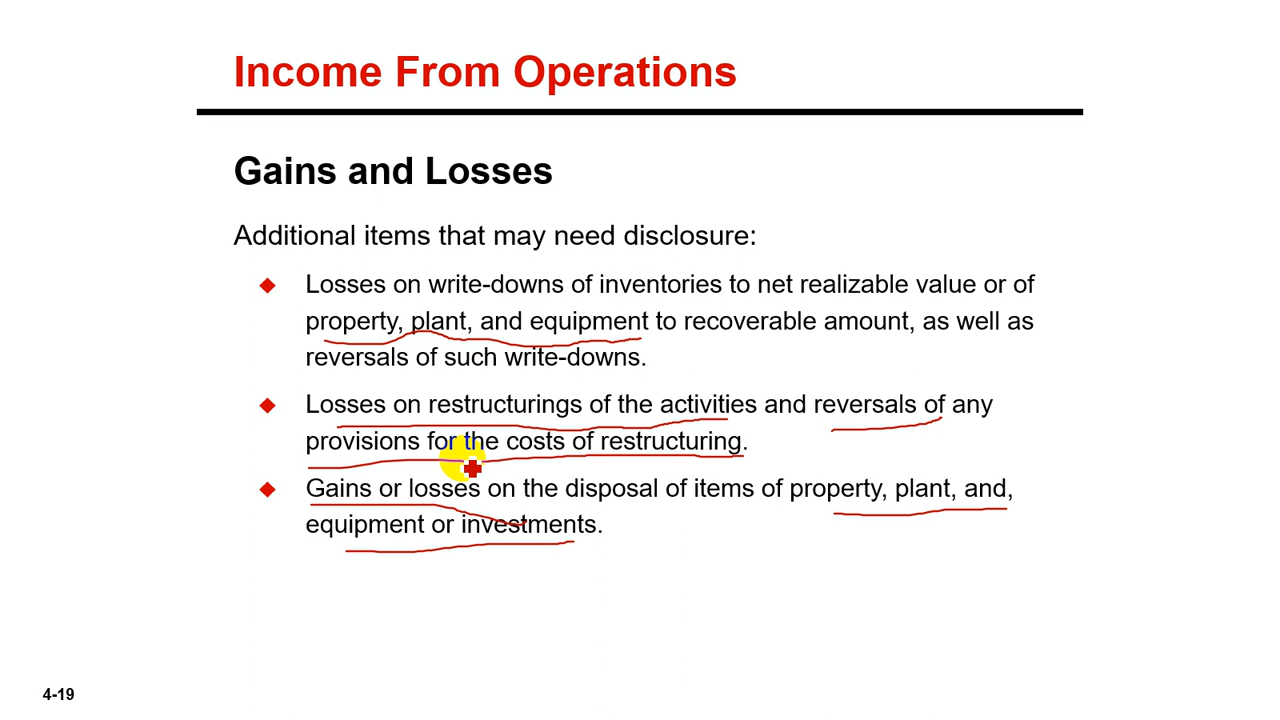 Income From Operations
Gains and Losses
Additional items that may need disclosure:
Losses on write-downs of inventories to net realizable value or of
property, plant, and equipment to recoverable amount, as well as
reversals of such write-downs.
Losses on restructurings of the activities and reversals of any
provisions for the costs of restructuring.
Gains or losses on the disposal of items of property, plant, and,
equipment or investments.
4-19